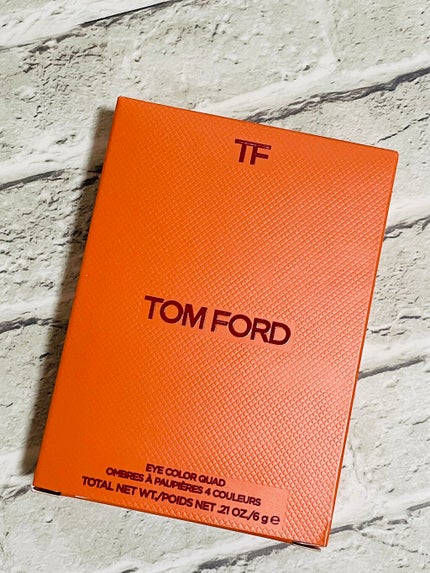 TF
TOM FORD
EYE COLOR QUAD
OMBRES À PAUPIÈRES 4 COULEURS
TOTAL NET WT./POIDS NET .21 OZ./6 g ℮